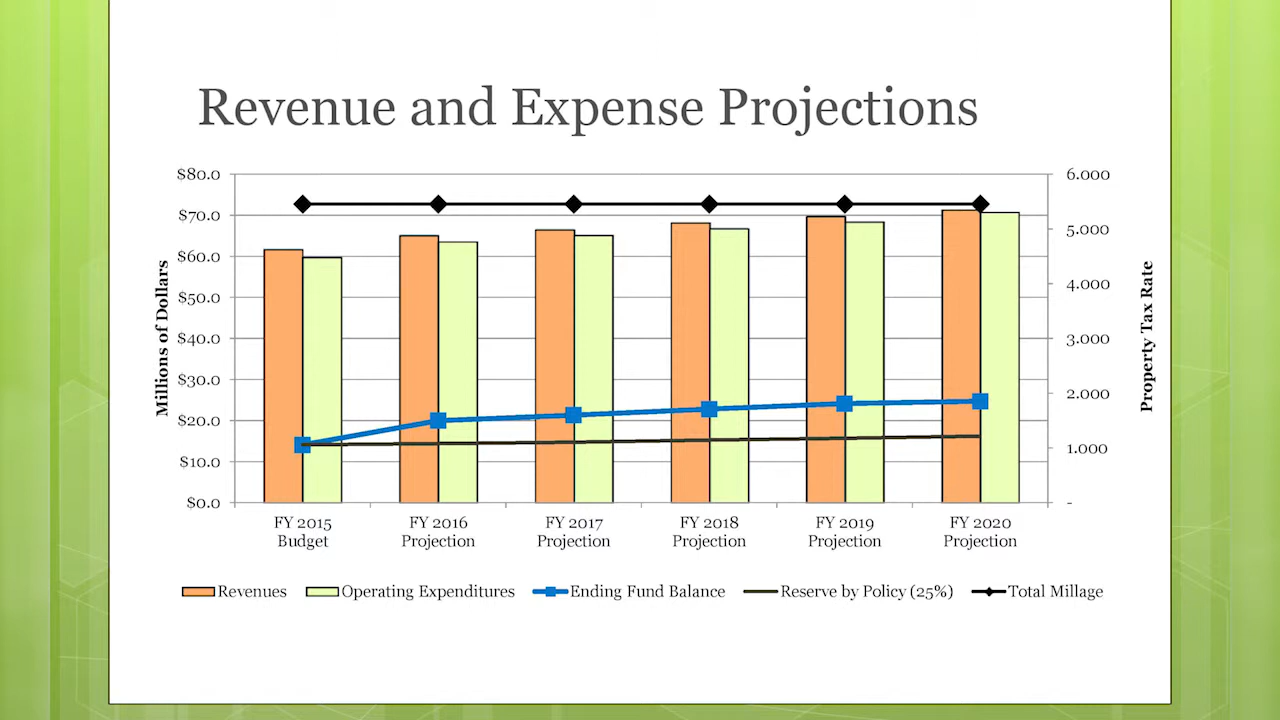 Revenue and Expense Projections
$80.0
$70.0
$60.0
$50.0
$40.0
$30.0
$20.0
$10.0
$0.0
Millions of Dollars
6.000
5.000
4.000
3.000
2.000
1.000
-
Property Tax Rate
FY 2015
Budget
FY 2016
Projection
FY 2017
Projection
FY 2018
Projection
FY 2019
Projection
FY 2020
Projection
Revenues
Operating Expenditures
Ending Fund Balance
Reserve by Policy (25%)
Total Millage